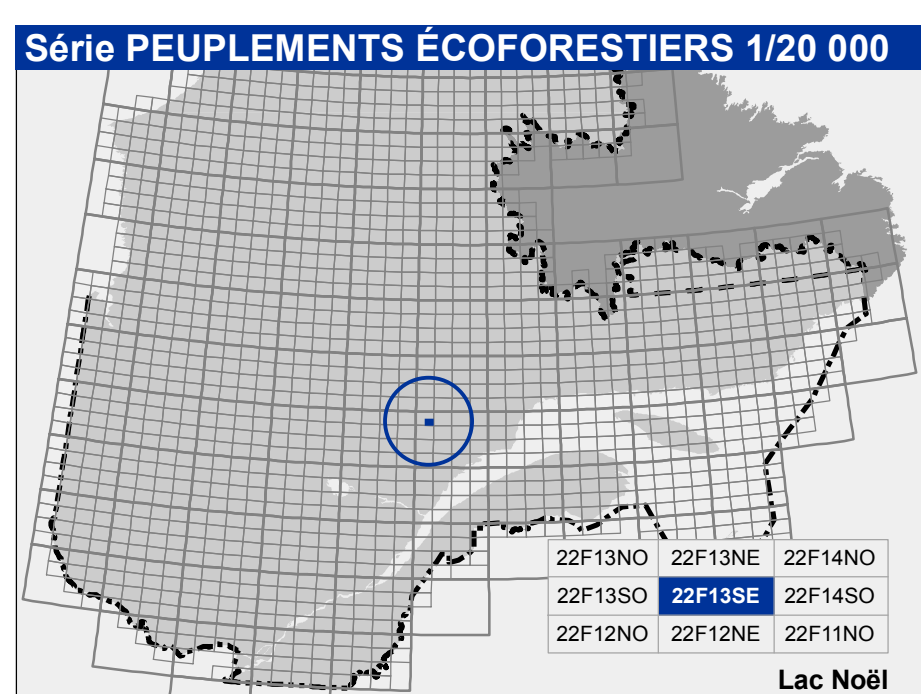 Série PEUPLEMENTS ÉCOFORESTIERS 1/20 000
22F13NO 22F13NE 22F14NO
22F13SO 22F13SE 22F14SO
22F12NO 22F12NE 22F11NO
Lac Noël